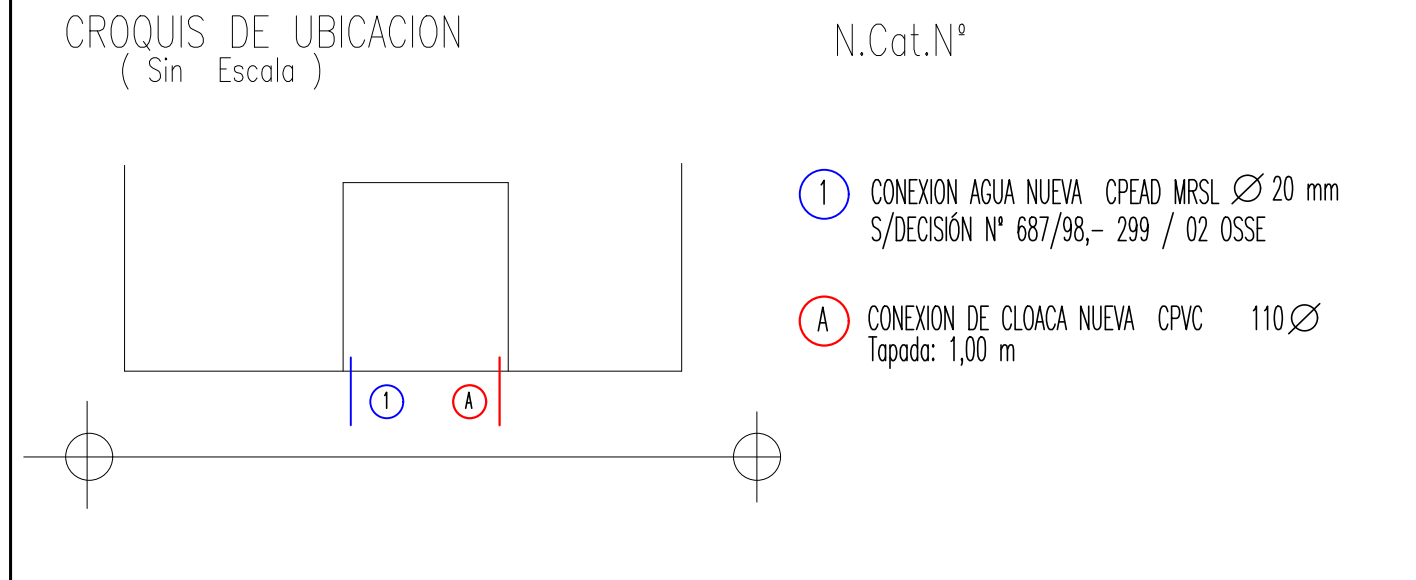 CROQUIS DE UBICACION
( Sin Escala )
N.Cat.Nº
1 CONEXION AGUA NUEVA CPEAD MRSL ∅ 20 mm
S/DECISIÓN Nº 687/98,- 299 / 02 OSSE
A CONEXION DE CLOACA NUEVA CPVC 110∅
Tapada: 1,00 m
1 A